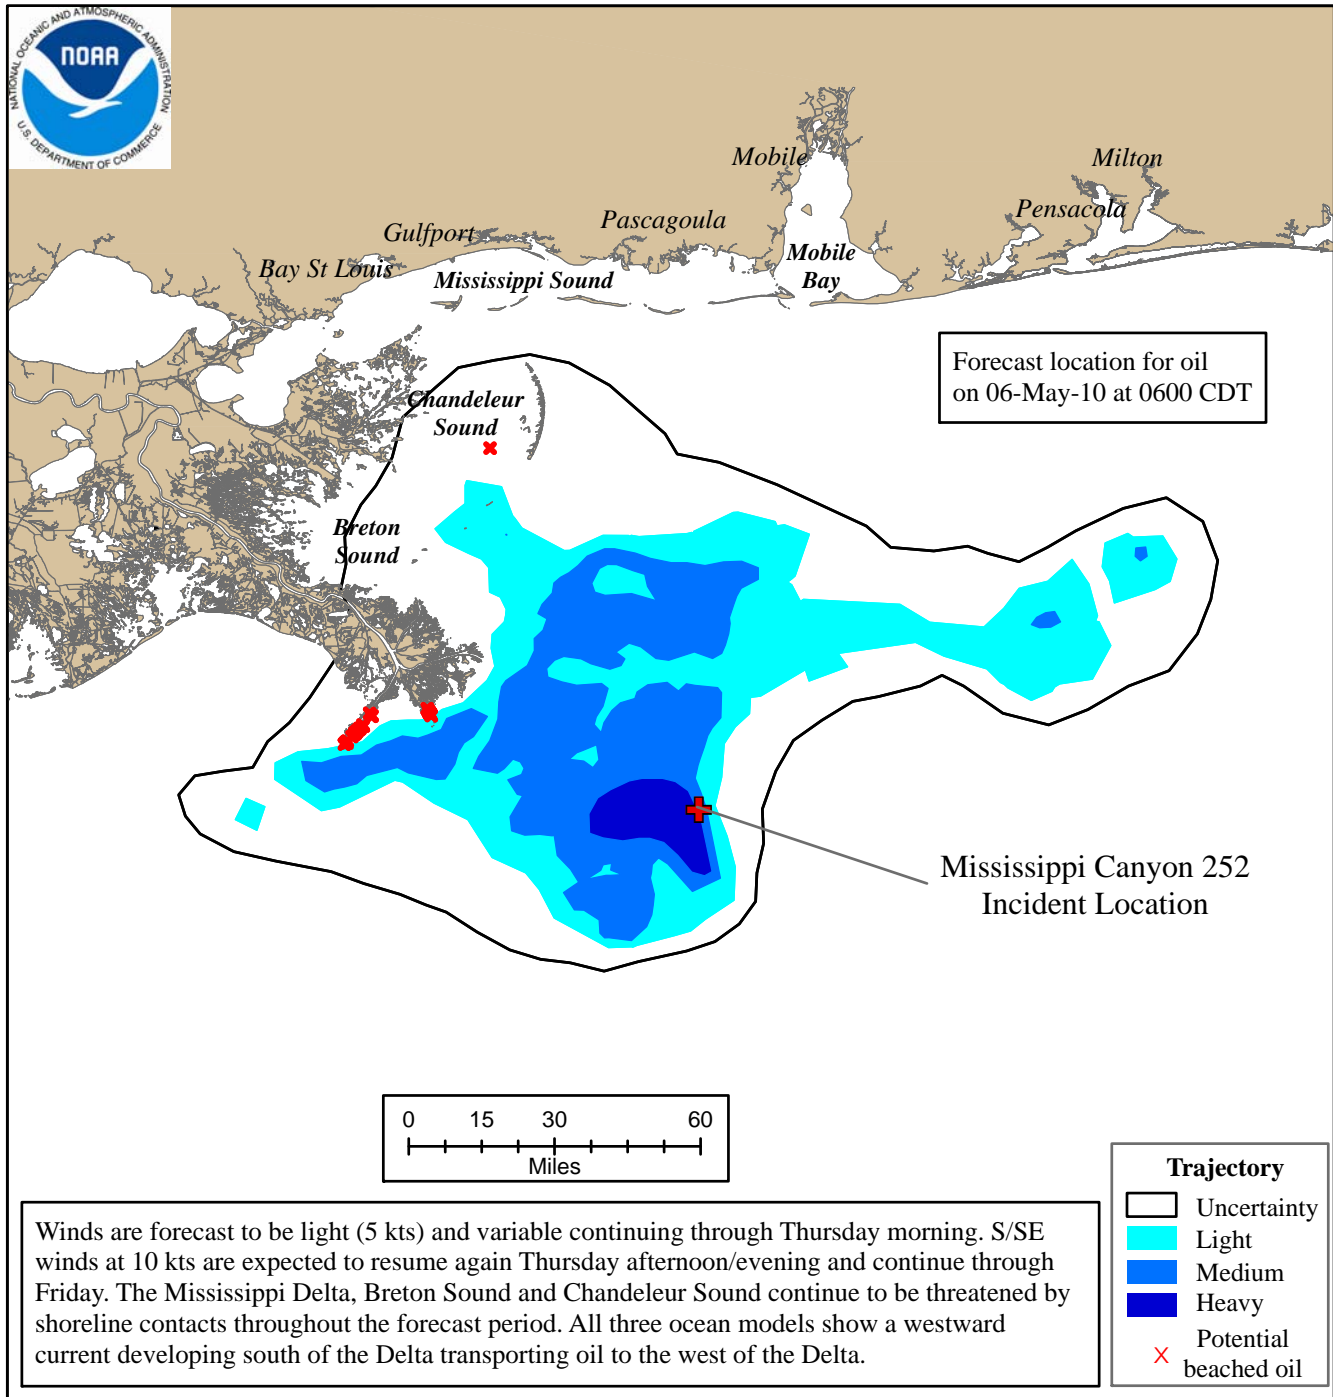 NATIONAL OCEANIC AND ATMOSPHERIC ADMINISTRATION
NOAA
U.S. DEPARTMENT OF COMMERCE
Mobile
Milton
Pensacola
Pascagoula
Gulfport
Mobile
Bay
Bay St Louis
Mississippi Sound
Forecast location for oil
on 06-May-10 at 0600 CDT
Chandeleur
Sound
Breton
Sound
Mississippi Canyon 252
Incident Location
0 15 30 60
Miles
Trajectory
Uncertainty
Light
Medium
Heavy
X Potential
beached oil
Winds are forecast to be light (5 kts) and variable continuing through Thursday morning. S/SE
winds at 10 kts are expected to resume again Thursday afternoon/evening and continue through
Friday. The Mississippi Delta, Breton Sound and Chandeleur Sound continue to be threatened by
shoreline contacts throughout the forecast period. All three ocean models show a westward
current developing south of the Delta transporting oil to the west of the Delta.